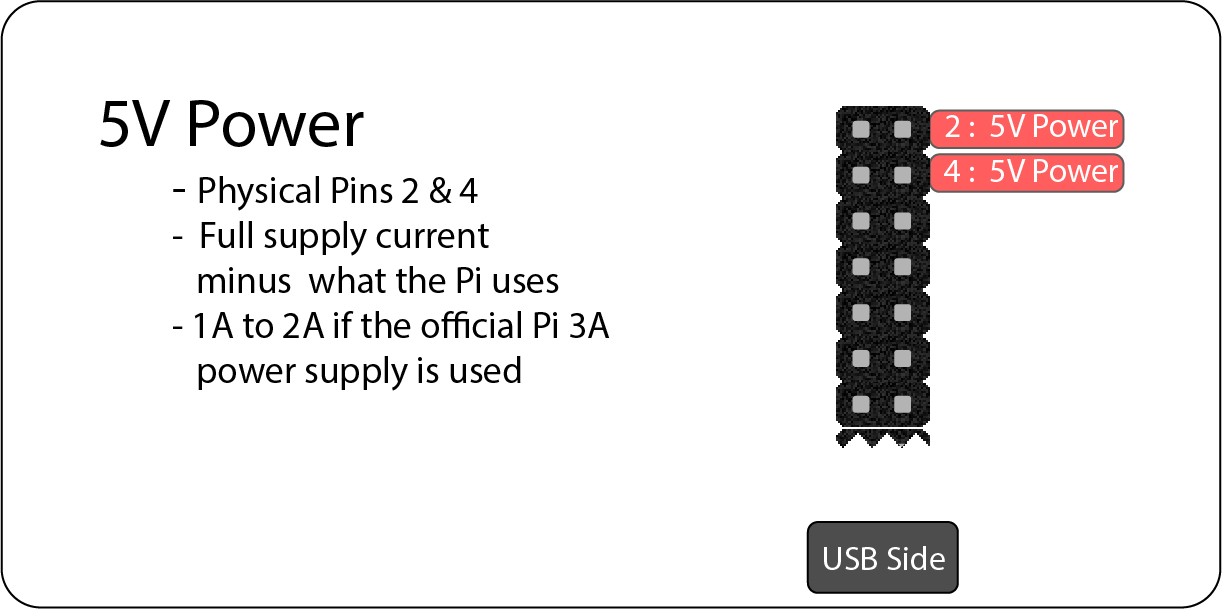 5V Power
- Physical Pins 2 & 4
- Full supply current
minus what the Pi uses
- 1A to 2A if the official Pi 3A
power supply is used
2 : 5V Power
4 : 5V Power
USB Side